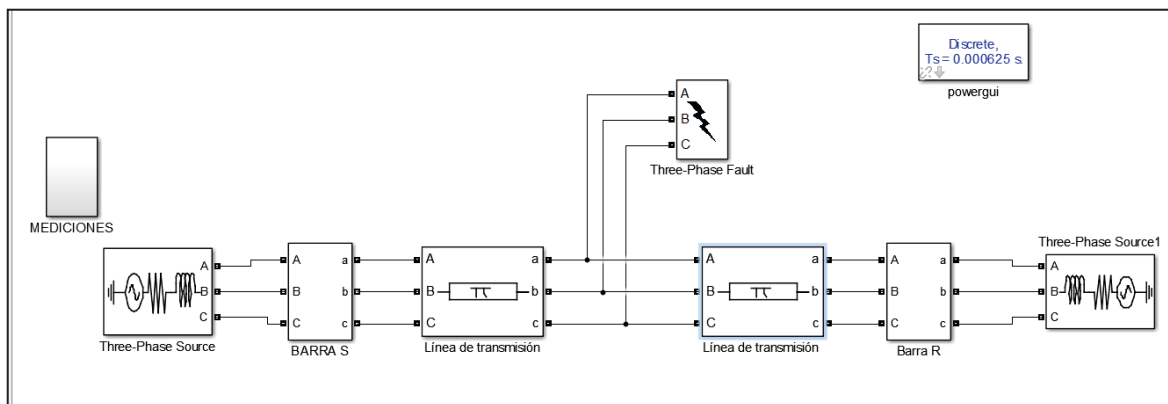 Discrete,
Ts = 0.000625 s.
powergui
A
B
C
Three-Phase Fault
MEDICIONES
A
B
C
Three-Phase Source
A a
B b
C c
BARRA S
A a
B b
C c
Línea de transmisión
A a
B b
C c
Línea de transmisión
A a
B b
C c
Barra R
Three-Phase Source1
A
B
C